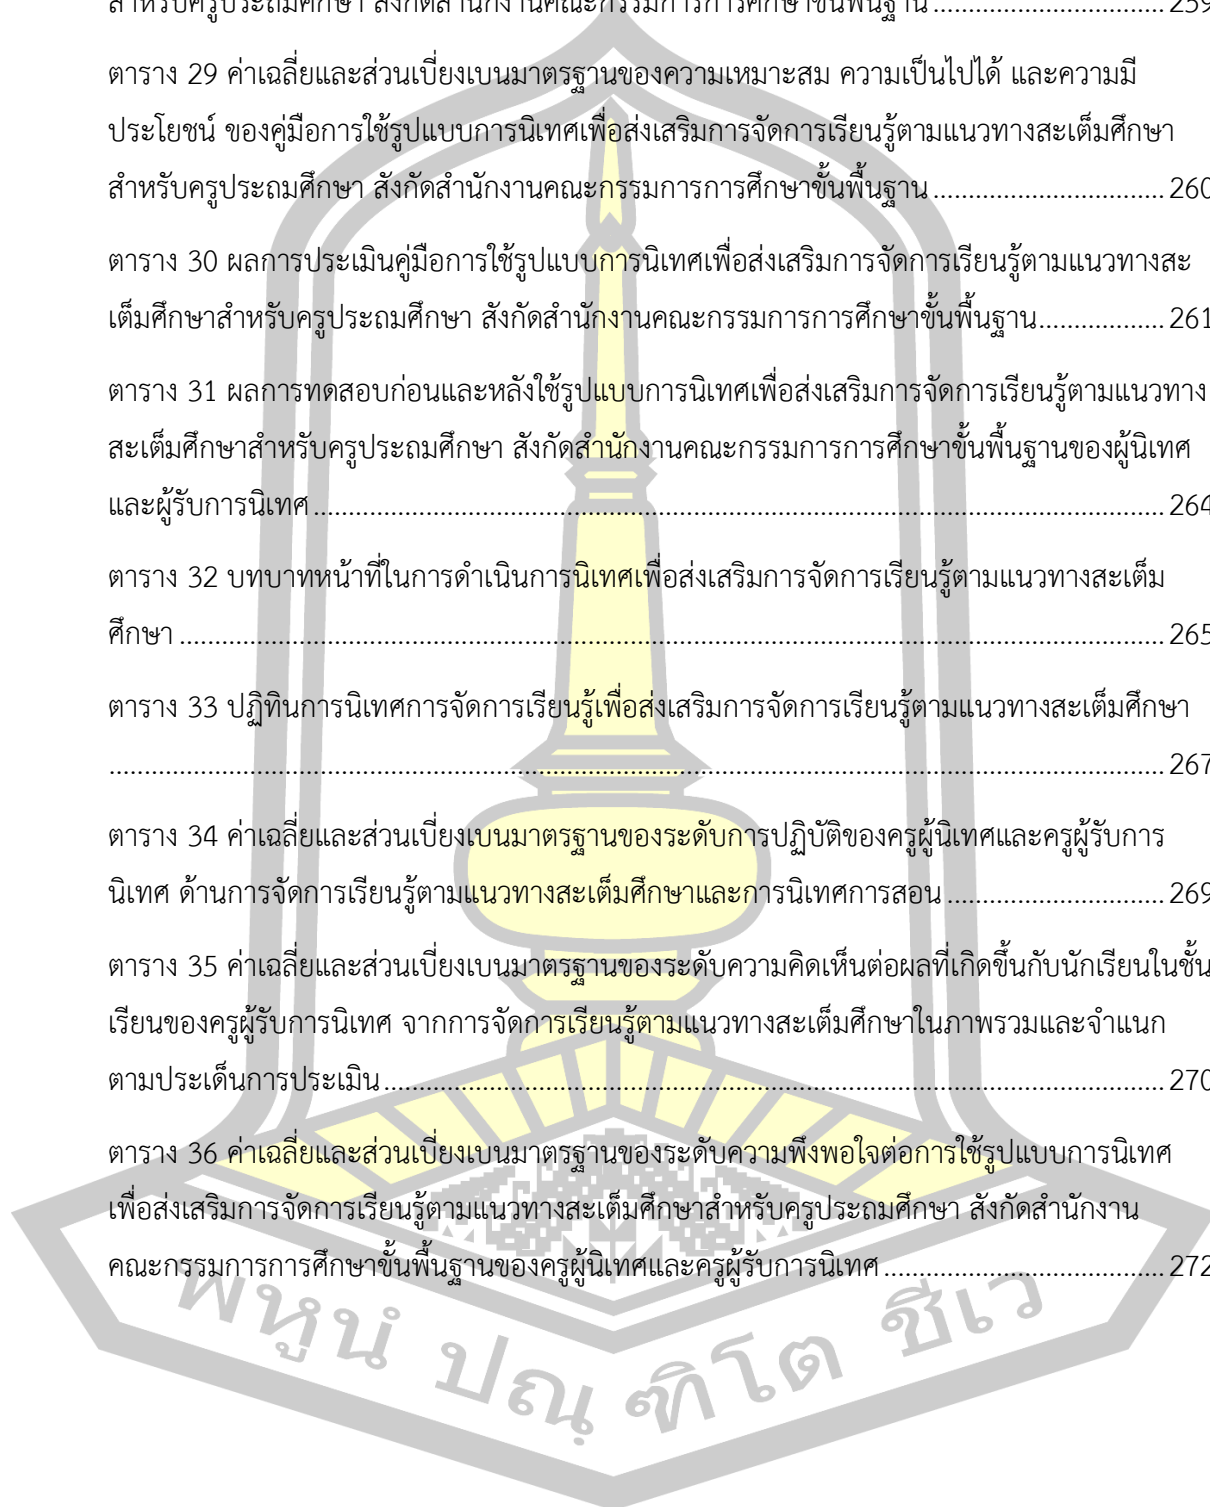 สำหรับครูประถมศึกษา สังกัดสำนักงานคณะกรรมการการศึกษาขั้นพื้นฐาน ................................. 259
ตาราง 29 ค่าเฉลี่ยและส่วนเบี่ยงเบนมาตรฐานของความเหมาะสม ความเป็นไปได้ และความมี
ประโยชน์ ของคู่มือการใช้รูปแบบการนิเทศเพื่อส่งเสริมการจัดการเรียนรู้ตามแนวทางสะเต็มศึกษา
สำหรับครูประถมศึกษา สังกัดสำนักงานคณะกรรมการการศึกษาขั้นพื้นฐาน ................................. 260
ตาราง 30 ผลการประเมินคู่มือการใช้รูปแบบการนิเทศเพื่อส่งเสริมการจัดการเรียนรู้ตามแนวทางสะ
เต็มศึกษาสำหรับครูประถมศึกษา สังกัดสำนักงานคณะกรรมการการศึกษาขั้นพื้นฐาน.................. 261
ตาราง 31 ผลการทดสอบก่อนและหลังใช้รูปแบบการนิเทศเพื่อส่งเสริมการจัดการเรียนรู้ตามแนวทาง
สะเต็มศึกษาสำหรับครูประถมศึกษา สังกัดสำนักงานคณะกรรมการการศึกษาขั้นพื้นฐานของผู้นิเทศ
และผู้รับการนิเทศ ........................................................................................................................... 264
ตาราง 32 บทบาทหน้าที่ในการดำเนินการนิเทศเพื่อส่งเสริมการจัดการเรียนรู้ตามแนวทางสะเต็ม
ศึกษา .............................................................................................................................................. 265
ตาราง 33 ปฏิทินการนิเทศการจัดการเรียนรู้เพื่อส่งเสริมการจัดการเรียนรู้ตามแนวทางสะเต็มศึกษา
........................................................................................................................................................ 267
ตาราง 34 ค่าเฉลี่ยและส่วนเบี่ยงเบนมาตรฐานของระดับการปฏิบัติของครูผู้นิเทศและครูผู้รับการ
นิเทศ ด้านการจัดการเรียนรู้ตามแนวทางสะเต็มศึกษาและการนิเทศการสอน ............................... 269
ตาราง 35 ค่าเฉลี่ยและส่วนเบี่ยงเบนมาตรฐานของระดับความคิดเห็นต่อผลที่เกิดขึ้นกับนักเรียนในชั้น
เรียนของครูผู้รับการนิเทศ จากการจัดการเรียนรู้ตามแนวทางสะเต็มศึกษาในภาพรวมและจำแนก
ตามประเด็นการประเมิน ................................................................................................................. 270
ตาราง 36 ค่าเฉลี่ยและส่วนเบี่ยงเบนมาตรฐานของระดับความพึงพอใจต่อการใช้รูปแบบการนิเทศ
เพื่อส่งเสริมการจัดการเรียนรู้ตามแนวทางสะเต็มศึกษาสำหรับครูประถมศึกษา สังกัดสำนักงาน
คณะกรรมการการศึกษาขั้นพื้นฐานของครูผู้นิเทศและครูผู้รับการนิเทศ ........................................ 272
พหูนํ ปณฺฑิโต ชีเว